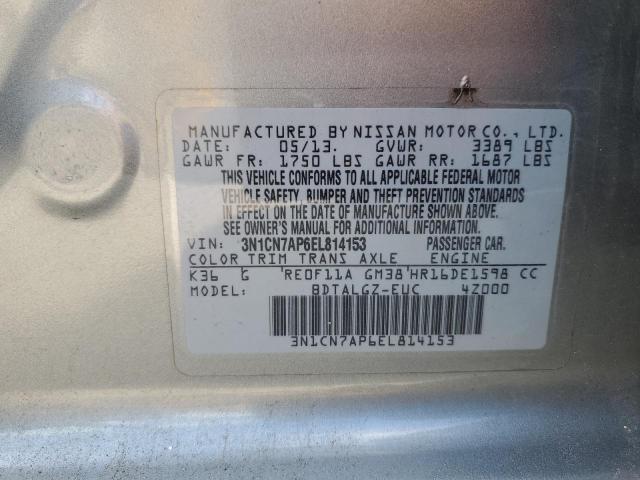 MANUFACTURED BY NISSAN MOTOR CO., LTD.
DATE: 05/13. GVWR: 3389 LBS
GAWR FR: 1750 LBS GAWR RR: 1687 LBS
THIS VEHICLE CONFORMS TO ALL APPLICABLE FEDERAL MOTOR
VEHICLE SAFETY, BUMPER AND THEFT PREVENTION STANDARDS
IN EFFECT ON THE DATE OF MANUFACTURE SHOWN ABOVE.
SEE OWNER'S MANUAL FOR ADDITIONAL INFORMATION.
VIN: 3N1CN7AP6EL814153 PASSENGER CAR.
COLOR TRIM TRANS AXLE ENGINE
K36 G 'RE0F11A GM38'HR16DE1598 CC
MODEL: BDTALGZ-EUC 4Z000
3N1CN7AP6EL814153